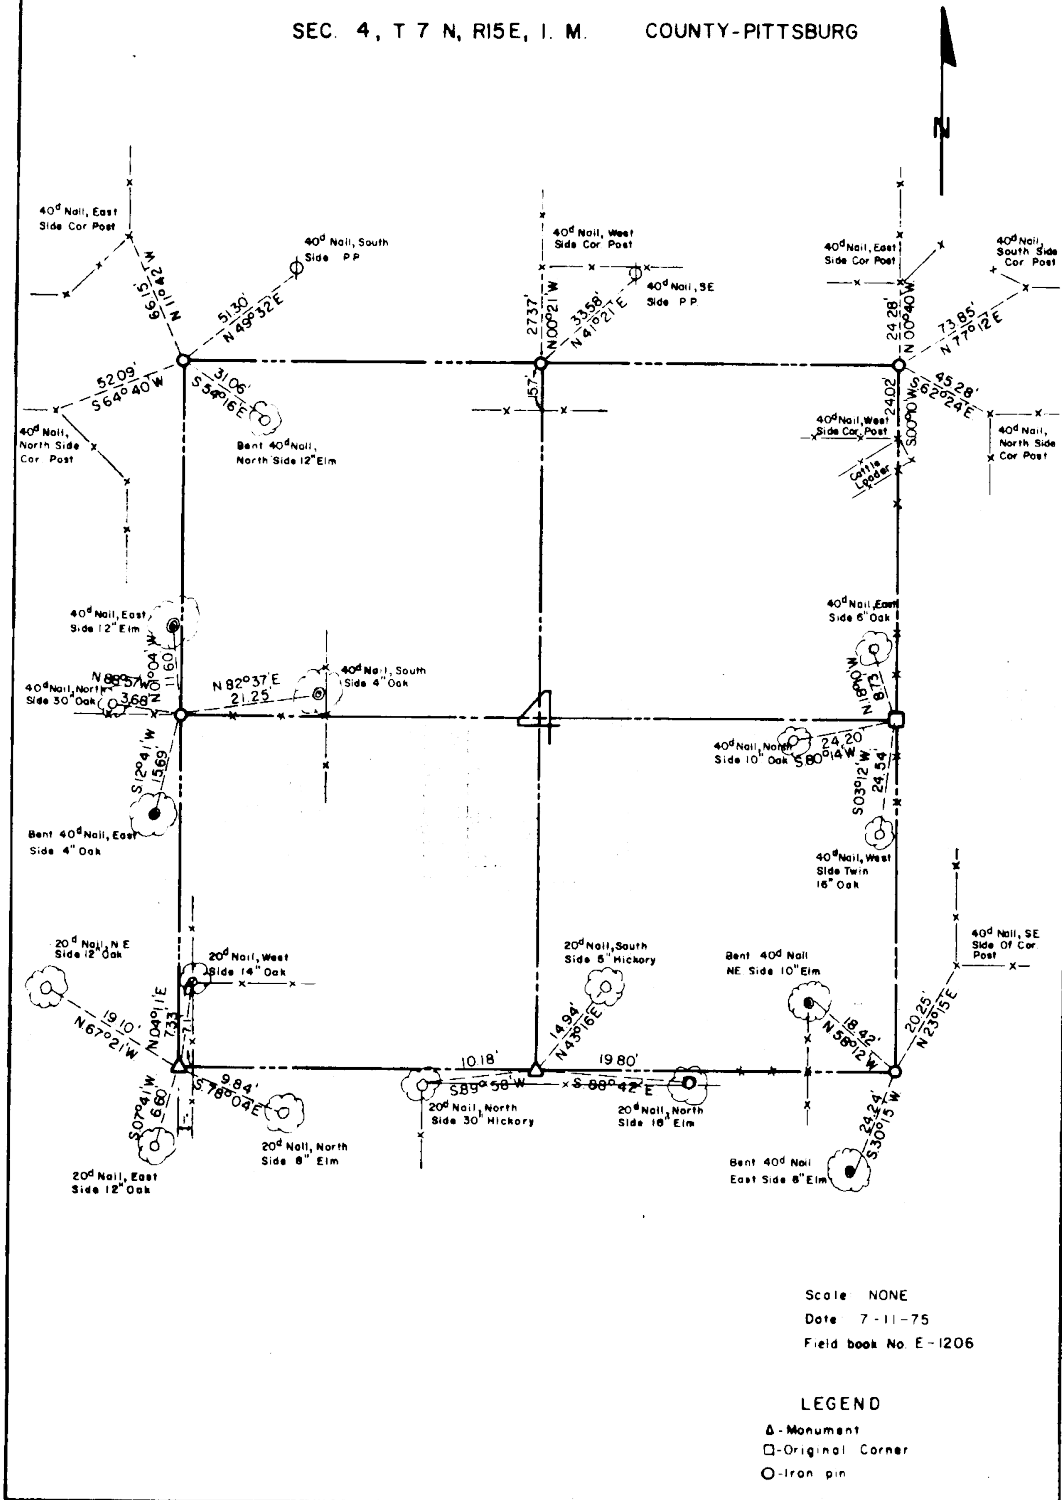 SEC. 4, T 7 N, R15E, I. M. COUNTY-PITTSBURG
N
40d Nail, East
Side Cor Post
N 11°42' W
66.15'
40d Nail, South
Side P P
51.30'
N 49°32'E
40d Nail, West
Side Cor Post
27.37'
N 00°21' W
33.58'
N 41°21' E
40d Nail, SE
Side P P
40d Nail, East
Side Cor Post
24.28'
N 00°40' W
40d Nail,
South Side
Cor Post
73.85'
N 77°12'E
52.09'
S 64°40' W
31.06'
S 54°16'E
40d Nail,
North Side
Cor Post
Bent 40d Nail,
North Side 12" Elm
157'
24.02
S 00°10' W
45.28'
S 62°24'E
40d Nail, West
Side Cor. Post
Cattle
Loader
40d Nail,
North Side
Cor Post
40d Nail, East
Side 12" Elm
N 01°04' W
11.60'
N 88°57' W
3.68'
40d Nail, North
Side 30" Oak
N 82°37' E
21.25'
40d Nail, South
Side 4" Oak
40d Nail, East
Side 6" Oak
8.73'
4
S 12°41' W
15.69'
Bent 40d Nail, East
Side 4" Oak
40d Nail, North
Side 10" Oak
24.20
S 80°14' W
S 03°12' W
24.54'
40d Nail, West
Side Twin
16" Oak
20d Nail, N E
Side 12" Oak
19.10'
N 67°21' W
N 04°11' E
7.33'
20d Nail, West
Side 14" Oak
20d Nail, South
Side 5" Hickory
14.94'
N 43°16'E
Bent 40d Nail
NE Side 10" Elm
18.42'
N 58°12' W
40d Nail, SE
Side Of Cor.
Post
20.25'
N 23°15' E
S 07°41' W
6.60'
9.84'
S 78°04' E
20d Nail, North
Side 8" Elm
20d Nail, East
Side 12" Oak
10.18'
S 89°58' W
20d Nail, North
Side 30" Hickory
19.80'
S 88°42' E
20d Nail, North
Side 16" Elm
24.24'
S 30°15' W
Bent 40d Nail
East Side 8" Elm
Scale NONE
Date 7-11-75
Field book No. E-1206
LEGEND
Δ - Monument
□ - Original Corner
O - Iron pin